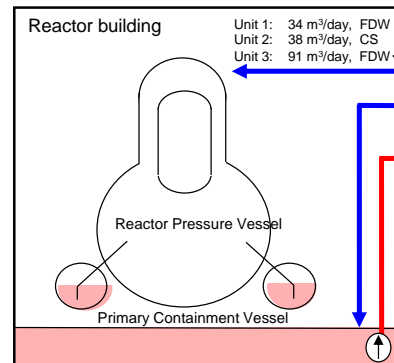 Reactor building
Unit 1: 34 m³/day, FDW
Unit 2: 38 m³/day, CS
Unit 3: 91 m³/day, FDW
Reactor Pressure Vessel
Primary Containment Vessel